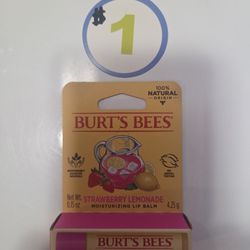 $1
100%
NATURAL
ORIGIN
BURT'S BEES
Net Wt.
0.15 oz
STRAWBERRY LEMONADE
MOISTURIZING LIP BALM
4.25 g
BURT'S BEES